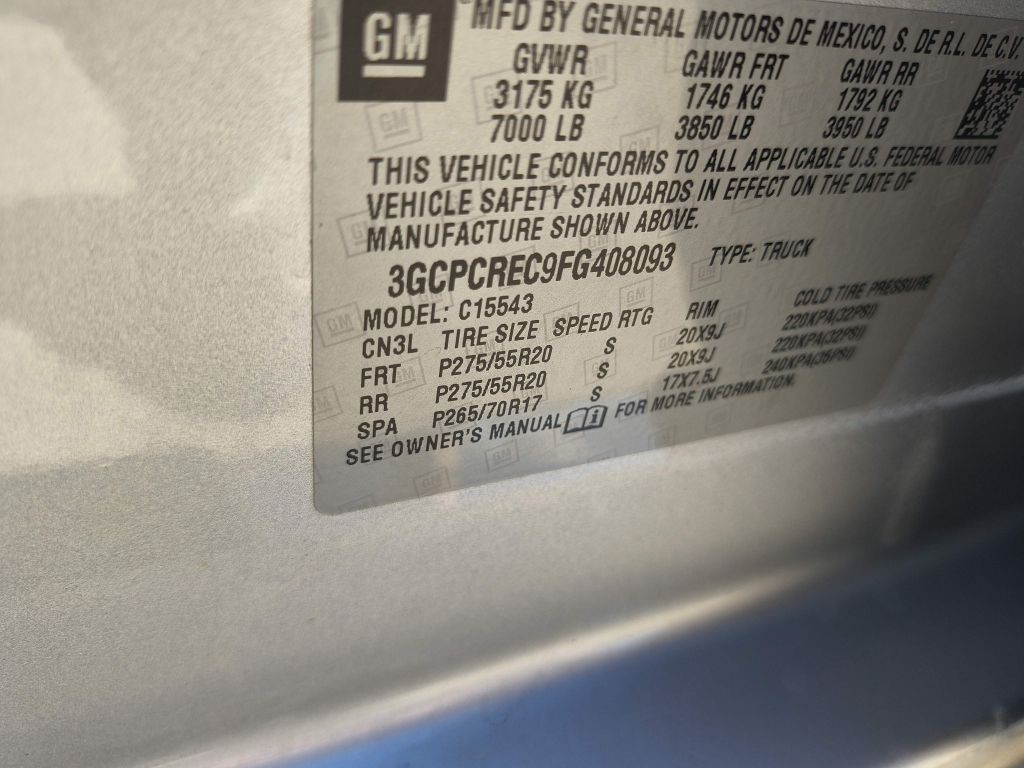 GM
MFD BY GENERAL MOTORS DE MEXICO, S. DE R.L. DE C.V.
GVWR GAWR FRT GAWR RR
3175 KG 1746 KG 1792 KG
7000 LB 3850 LB 3950 LB
THIS VEHICLE CONFORMS TO ALL APPLICABLE U.S. FEDERAL MOTOR
VEHICLE SAFETY STANDARDS IN EFFECT ON THE DATE OF
MANUFACTURE SHOWN ABOVE.
3GCPCREC9FG408093 TYPE: TRUCK
MODEL: C15543
CN3L TIRE SIZE SPEED RTG RIM COLD TIRE PRESSURE
FRT P275/55R20 S 20X9J 220KPA(32PSI)
RR P275/55R20 S 20X9J 220KPA(32PSI)
SPA P265/70R17 S 17X7.5J 240KPA(35PSI)
SEE OWNER'S MANUAL FOR MORE INFORMATION.